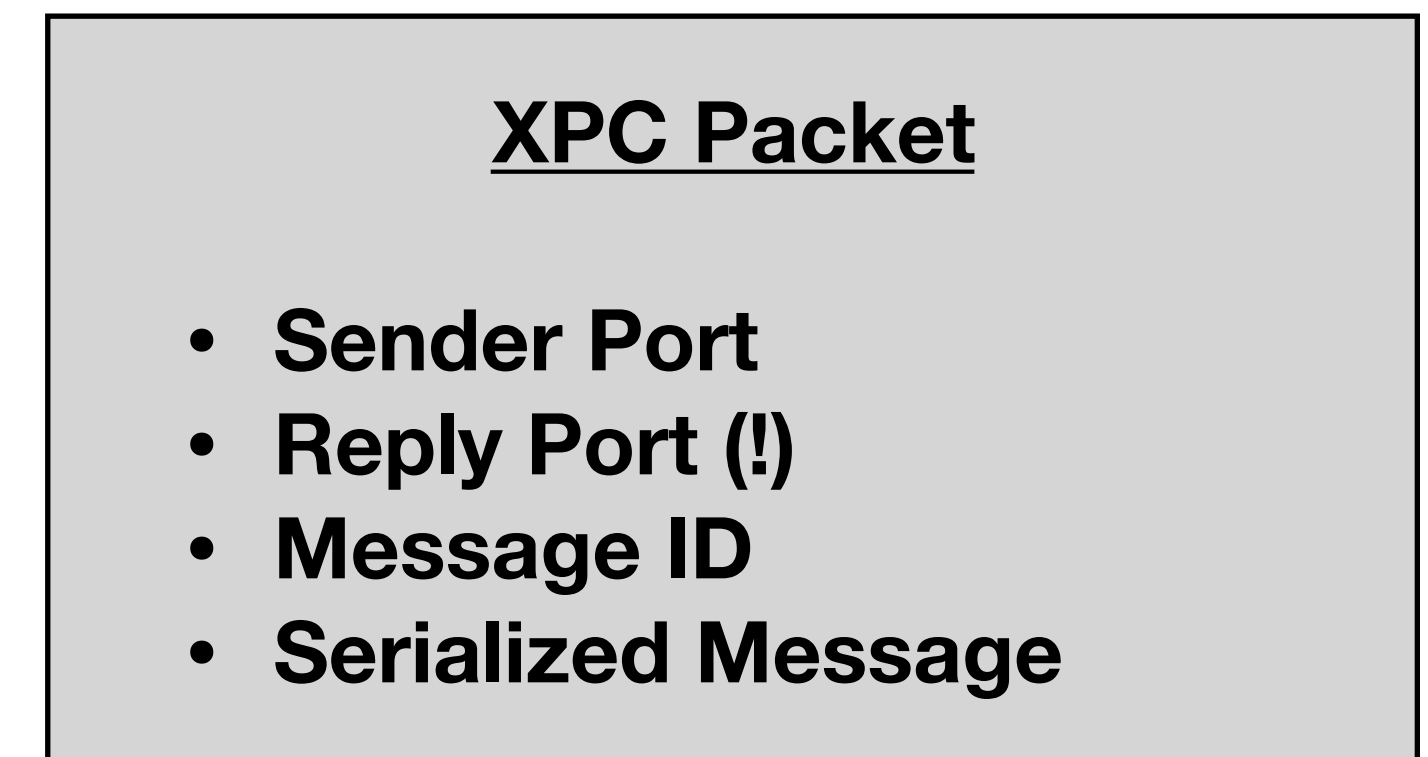 XPC Packet
• Sender Port
• Reply Port (!)
• Message ID
• Serialized Message